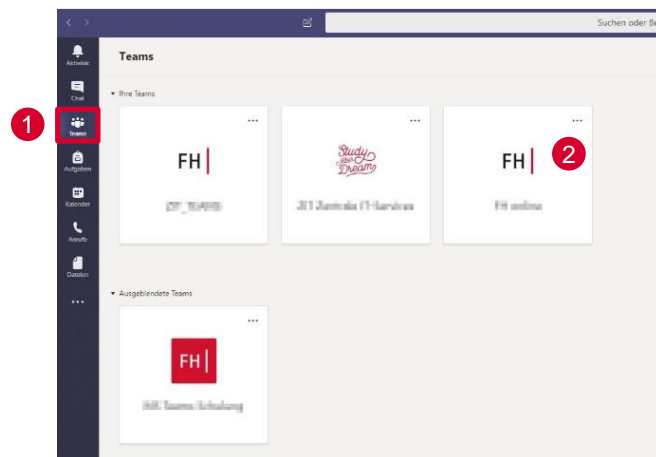 Suchen oder Be
Aktivität
Teams
Chat
Ihre Teams
1
Teams
Aufgaben
FH
Study
your
Dream
FH
2
Kalender
Anrufe
Dateien
Ausgeblendete Teams
FH